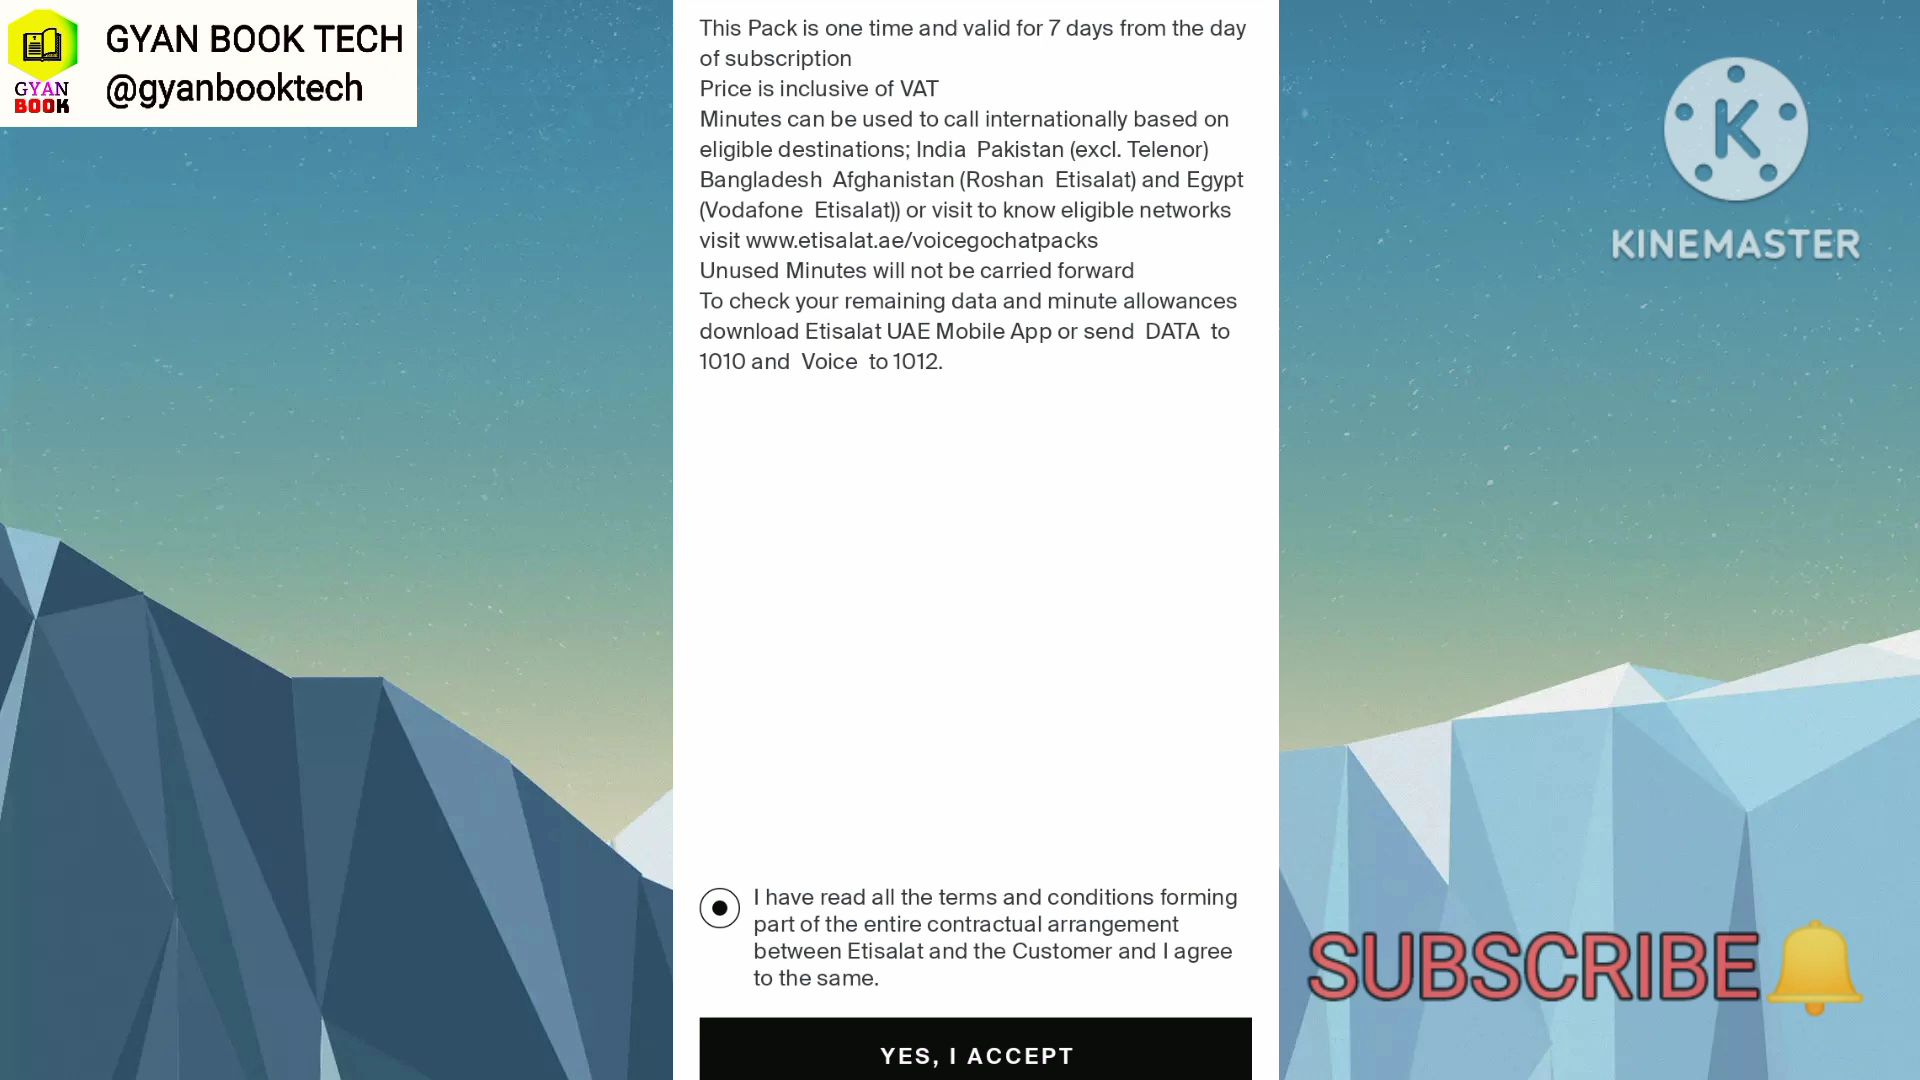 GYAN BOOK TECH
@gyanbooktech
GYAN
BOOK
This Pack is one time and valid for 7 days from the day
of subscription
Price is inclusive of VAT
Minutes can be used to call internationally based on
eligible destinations; India  Pakistan (excl. Telenor)
Bangladesh  Afghanistan (Roshan  Etisalat) and Egypt
(Vodafone  Etisalat)) or visit to know eligible networks
visit www.etisalat.ae/voicegochatpacks
Unused Minutes will not be carried forward
To check your remaining data and minute allowances
download Etisalat UAE Mobile App or send  DATA  to
1010 and  Voice  to 1012.
I have read all the terms and conditions forming
part of the entire contractual arrangement
between Etisalat and the Customer and I agree
to the same.
YES, I ACCEPT
K
KINEMASTER
SUBSCRIBE